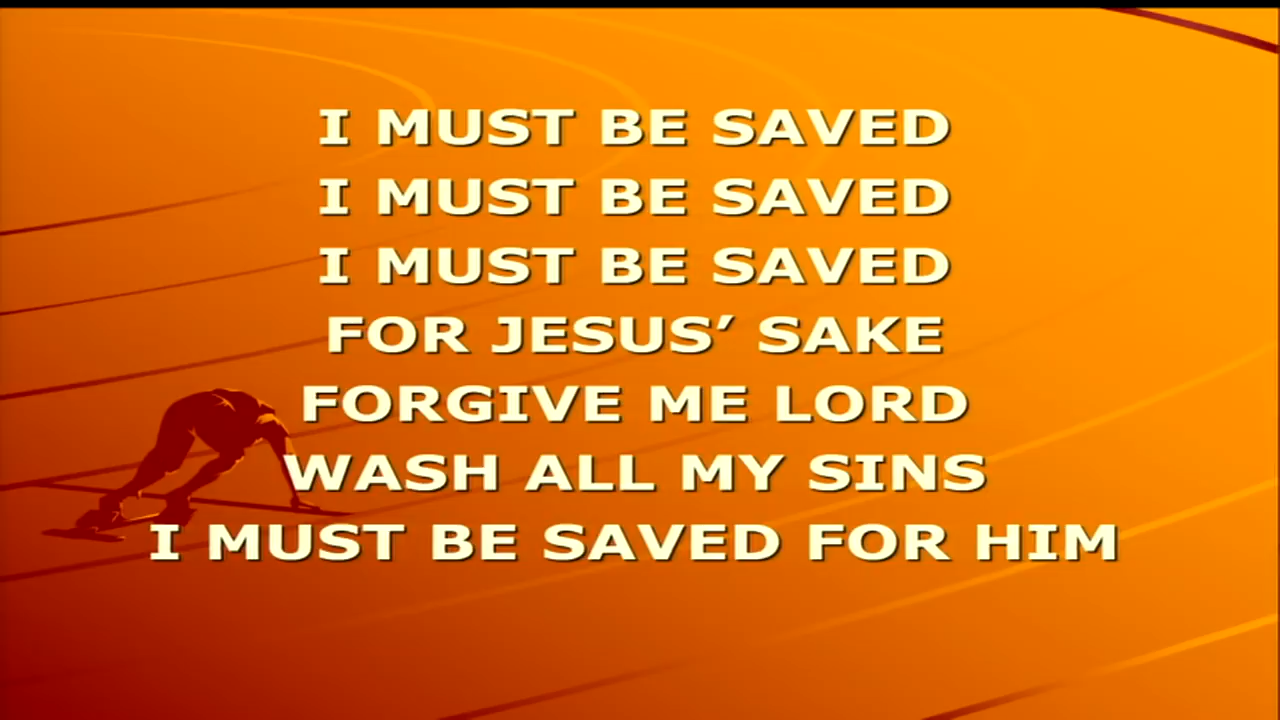 I MUST BE SAVED
I MUST BE SAVED
I MUST BE SAVED
FOR JESUS’ SAKE
FORGIVE ME LORD
WASH ALL MY SINS
I MUST BE SAVED FOR HIM